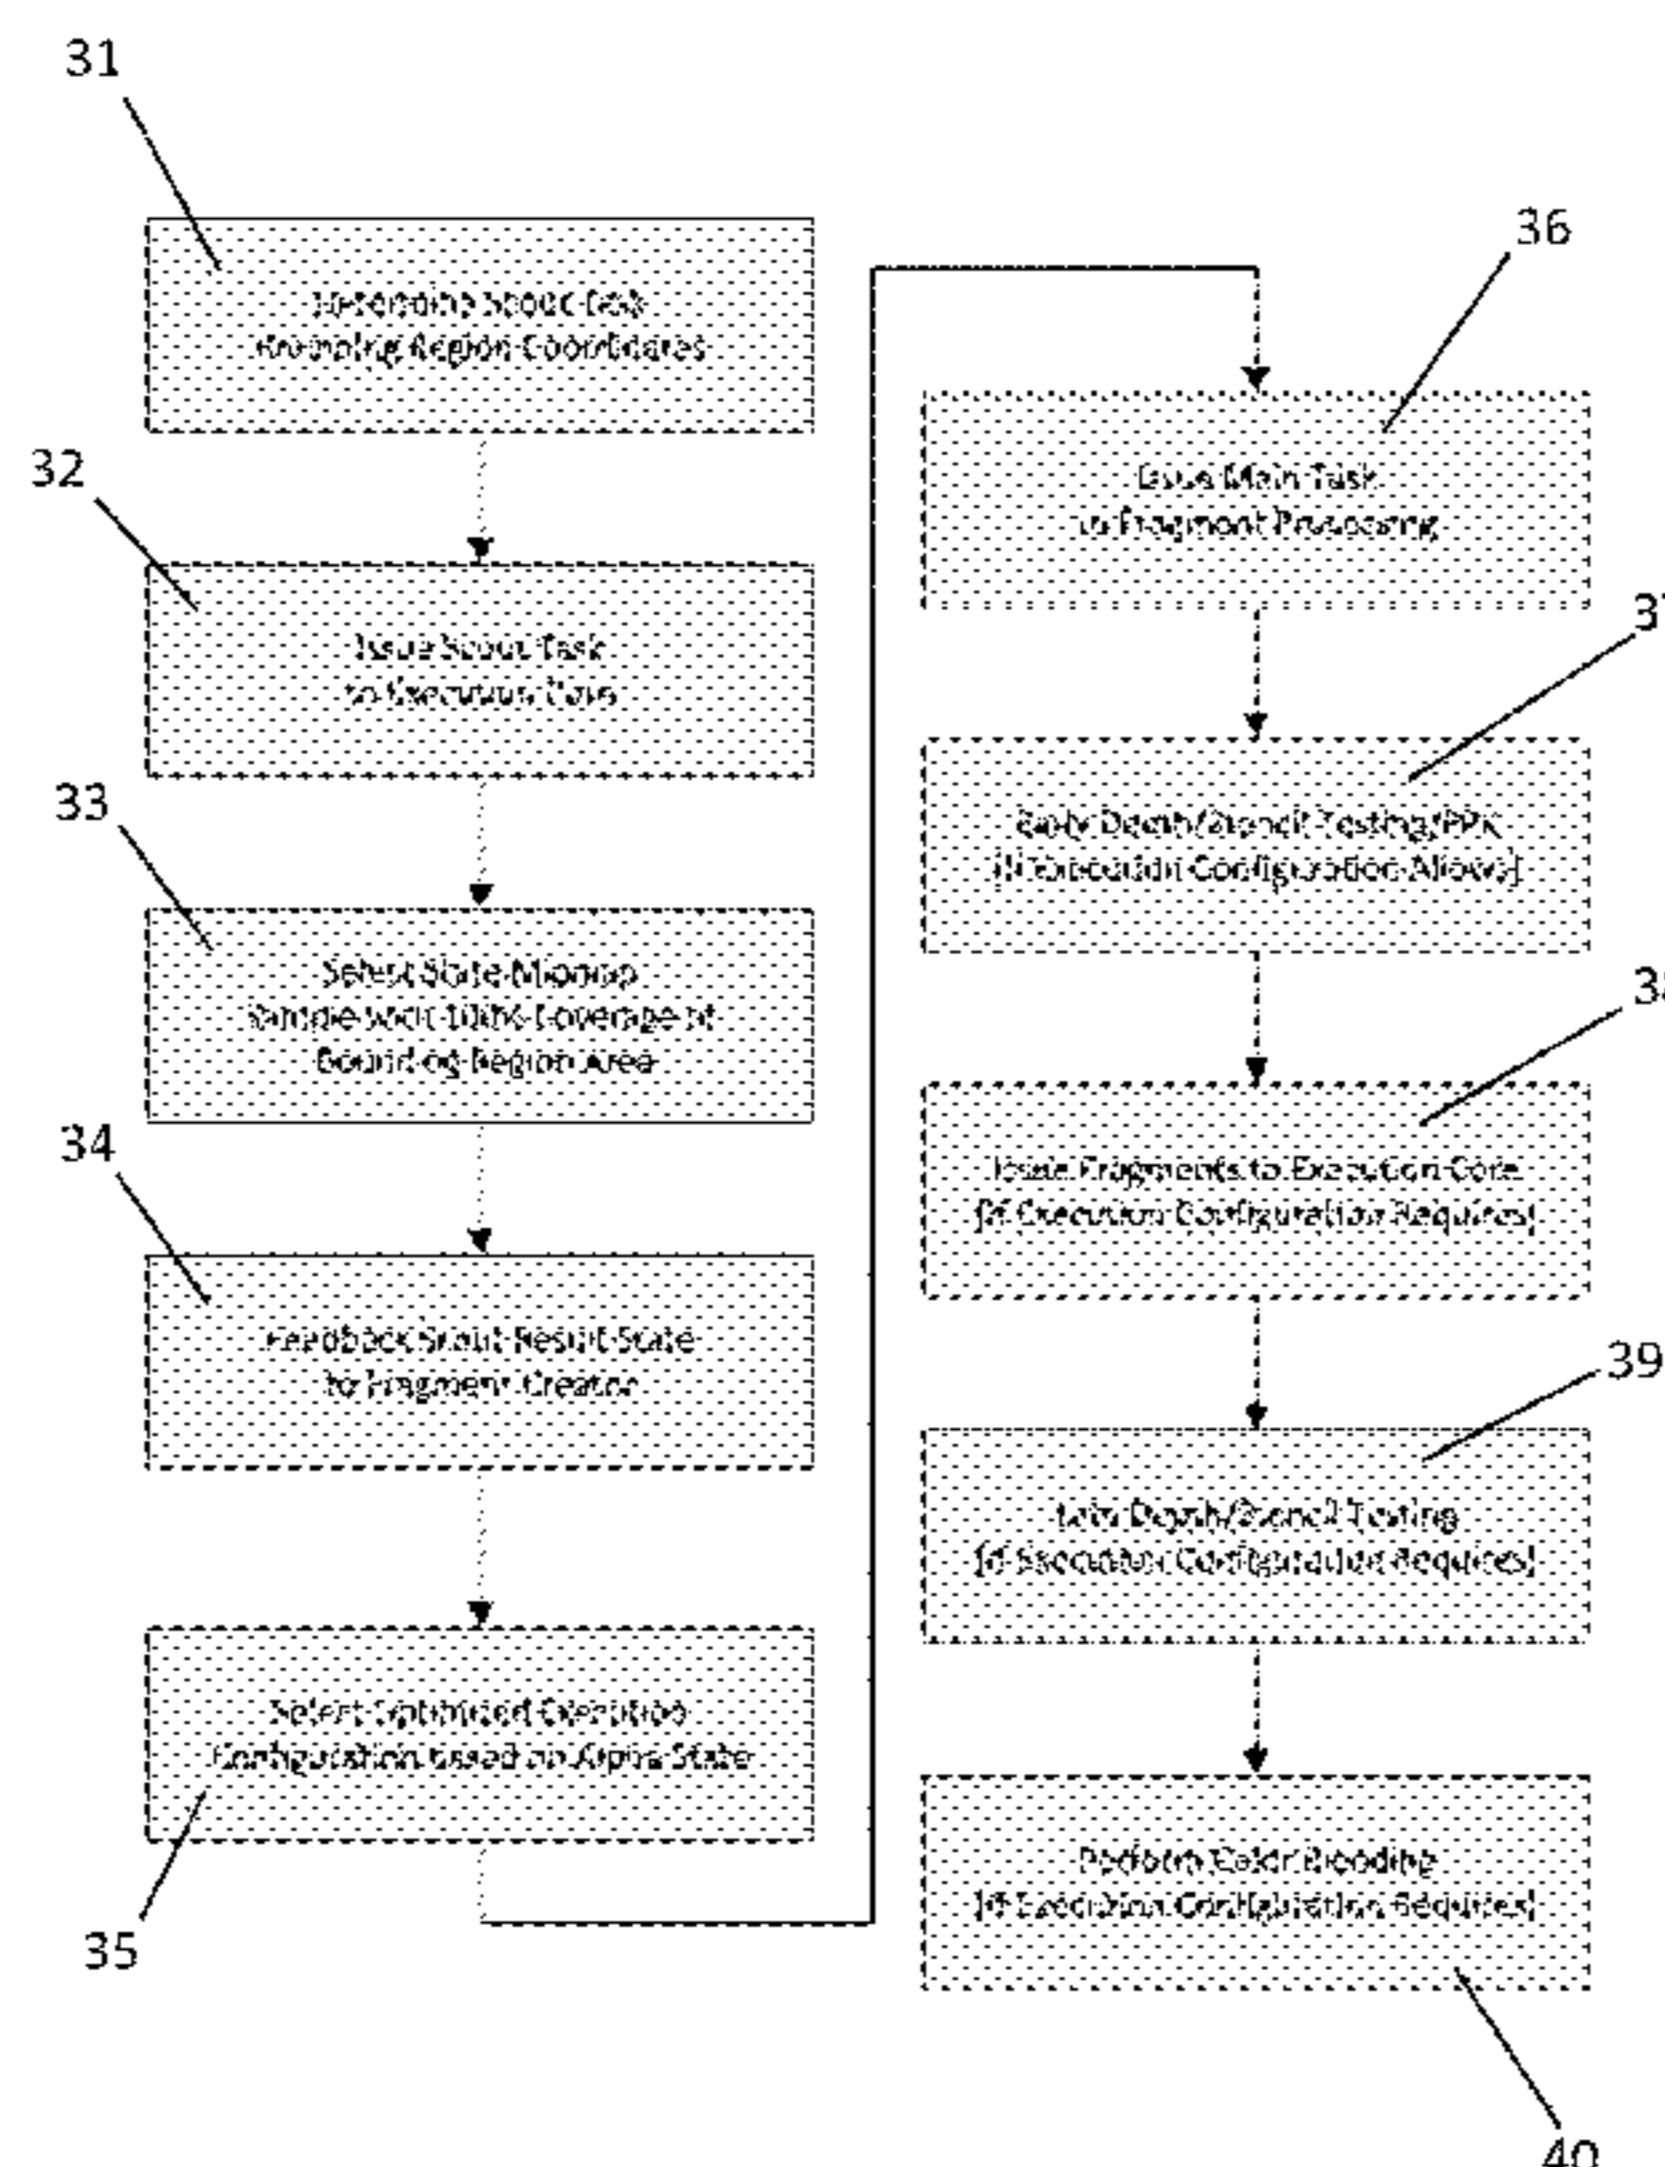 31
Determine Scout Task
Bounding Region Coordinates
32
Issue Scout Task
to Execution Core
33
Select State Mipmap
Sample with 100% Coverage of
Bounding Region Area
34
Feedback Scout Result State
to Fragment Creator
Select Optimized Execution
Configuration based on Alpha State
35
36
Issue Main Task
to Fragment Processing
Early Depth/Stencil Testing/FPK
[If Execution Configuration Allows]
38
Issue Fragments to Execution Core
[If Execution Configuration Requires]
39
Late Depth/Stencil Testing
[If Execution Configuration Requires]
Perform Color Blending
[If Execution Configuration Requires]
40